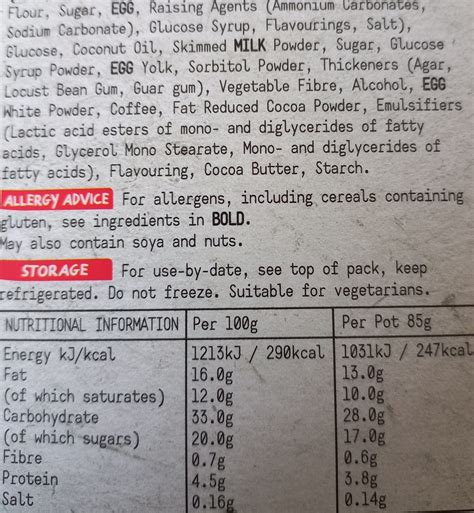 Flour, Sugar, EGG, Raising Agents (Ammonium Carbonates,
Sodium Carbonate), Glucose Syrup, Flavourings, Salt),
Glucose, Coconut Oil, Skimmed MILK Powder, Sugar, Glucose
Syrup Powder, EGG Yolk, Sorbitol Powder, Thickeners (Agar,
Locust Bean Gum, Guar gum), Vegetable Fibre, Alcohol, EGG
White Powder, Coffee, Fat Reduced Cocoa Powder, Emulsifiers
(Lactic acid esters of mono- and diglycerides of fatty
acids, Glycerol Mono Stearate, Mono- and diglycerides of
fatty acids), Flavouring, Cocoa Butter, Starch.
ALLERGY ADVICE For allergens, including cereals containing
gluten, see ingredients in BOLD.
May also contain soya and nuts.
STORAGE For use-by-date, see top of pack, keep
refrigerated. Do not freeze. Suitable for vegetarians.
NUTRITIONAL INFORMATION Per 100g Per Pot 85g
Energy kJ/kcal 1213kJ / 290kcal 1031kJ / 247kcal
Fat 16.0g 13.0g
(of which saturates) 12.0g 10.0g
Carbohydrate 33.0g 28.0g
(of which sugars) 20.0g 17.0g
Fibre 0.7g 0.6g
Protein 4.5g 3.8g
Salt 0.16g 0.14g